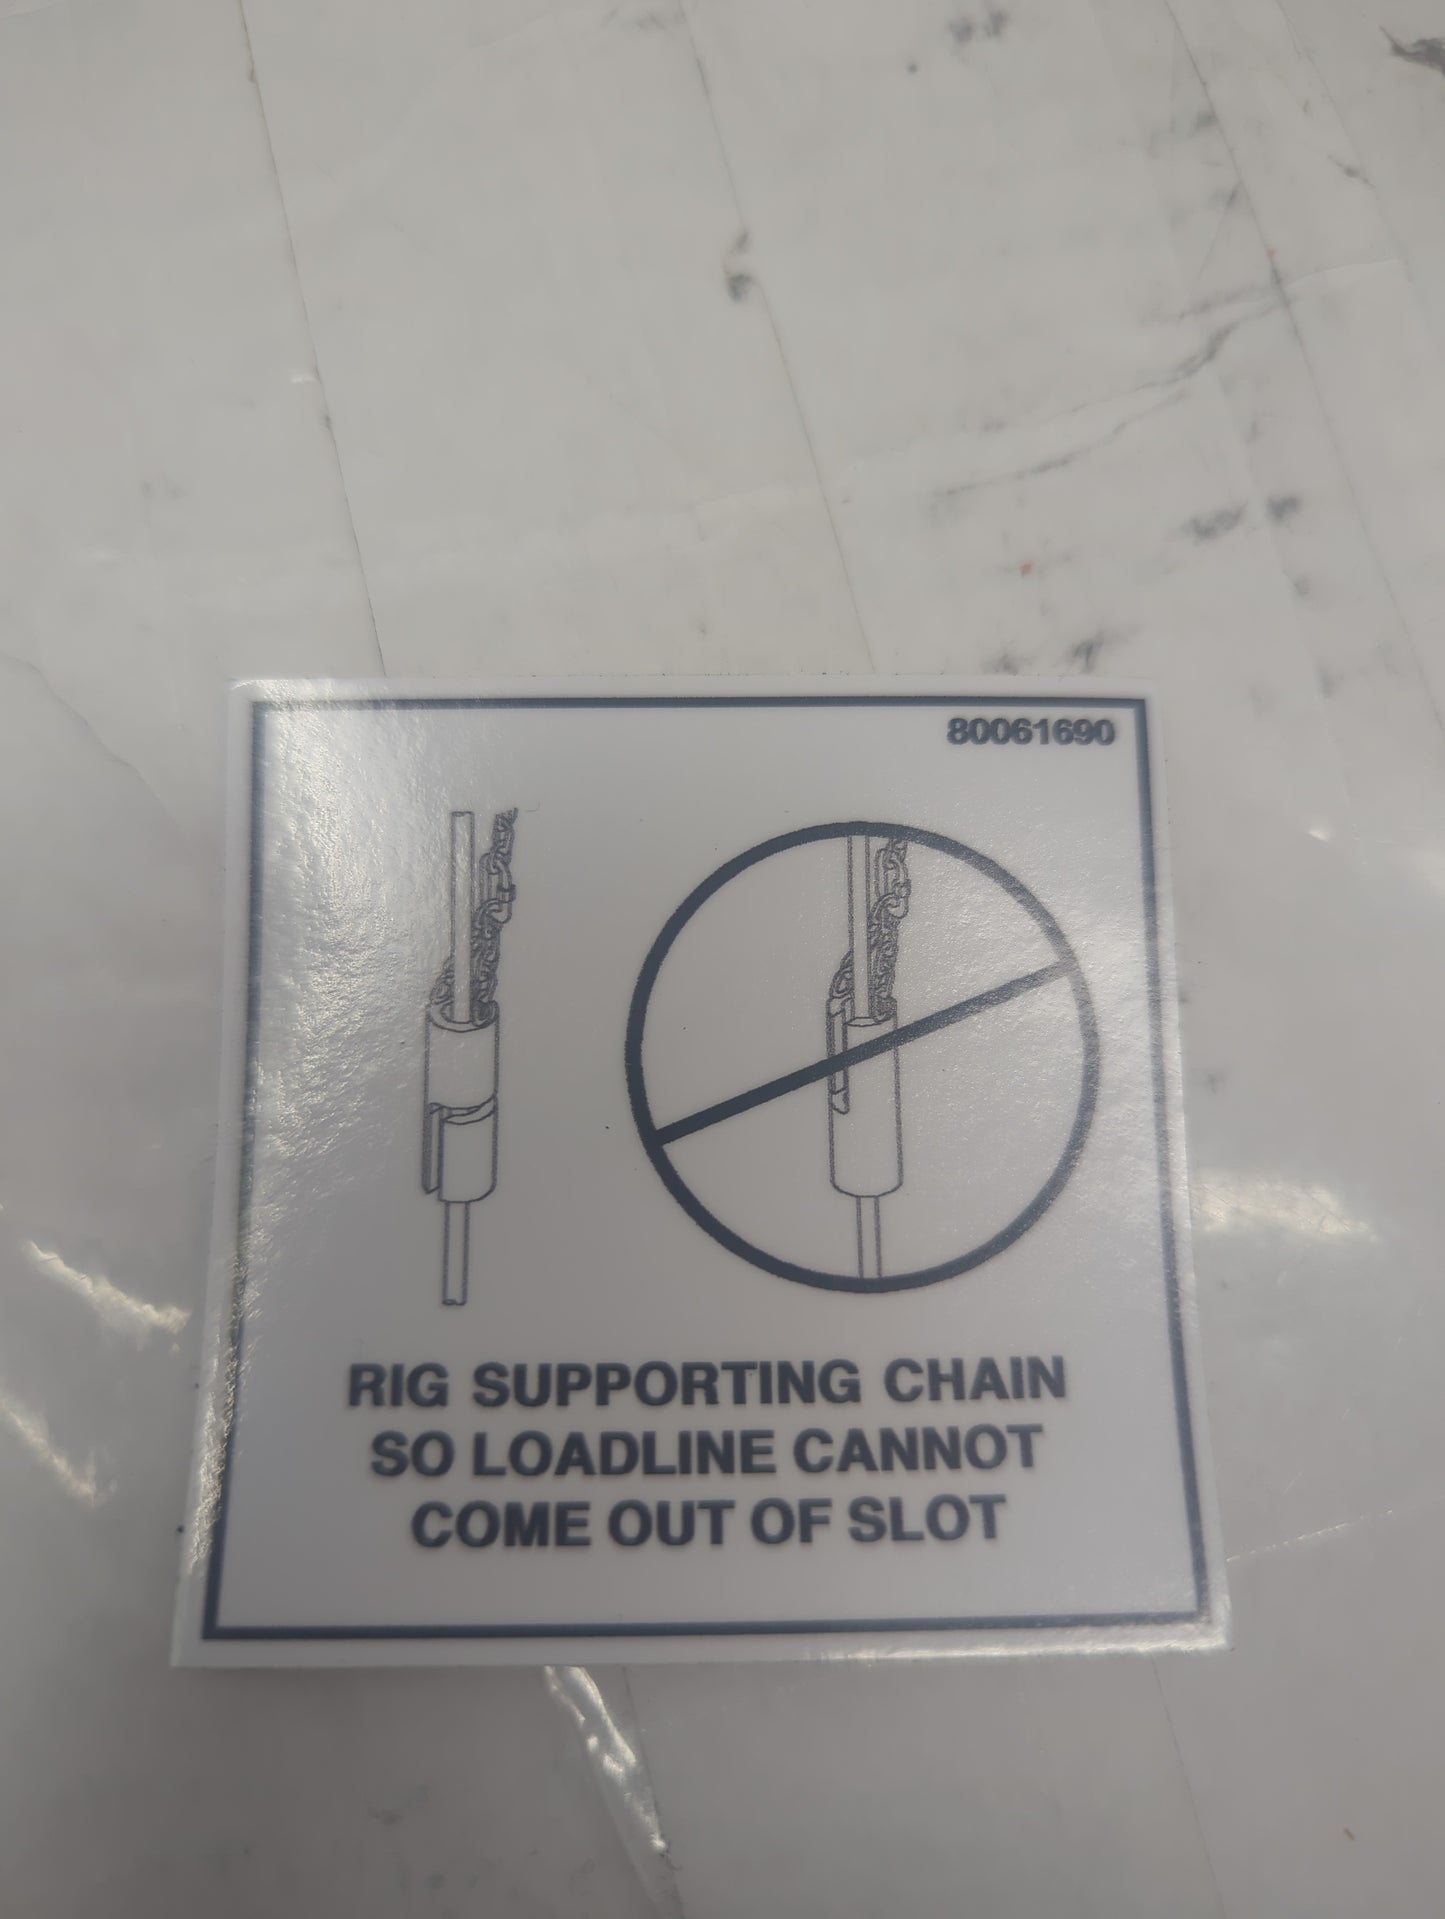 80061690
RIG SUPPORTING CHAIN
SO LOADLINE CANNOT
COME OUT OF SLOT